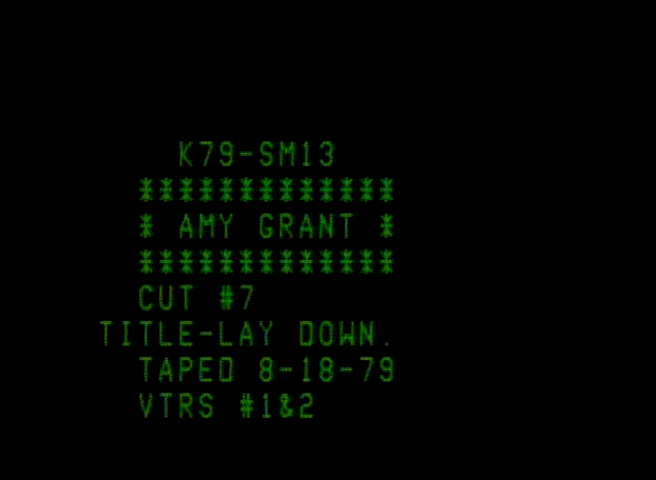 K79-SM13
*************
* AMY GRANT *
*************
CUT #7
TITLE-LAY DOWN.
TAPED 8-18-79
VTRS #1&2